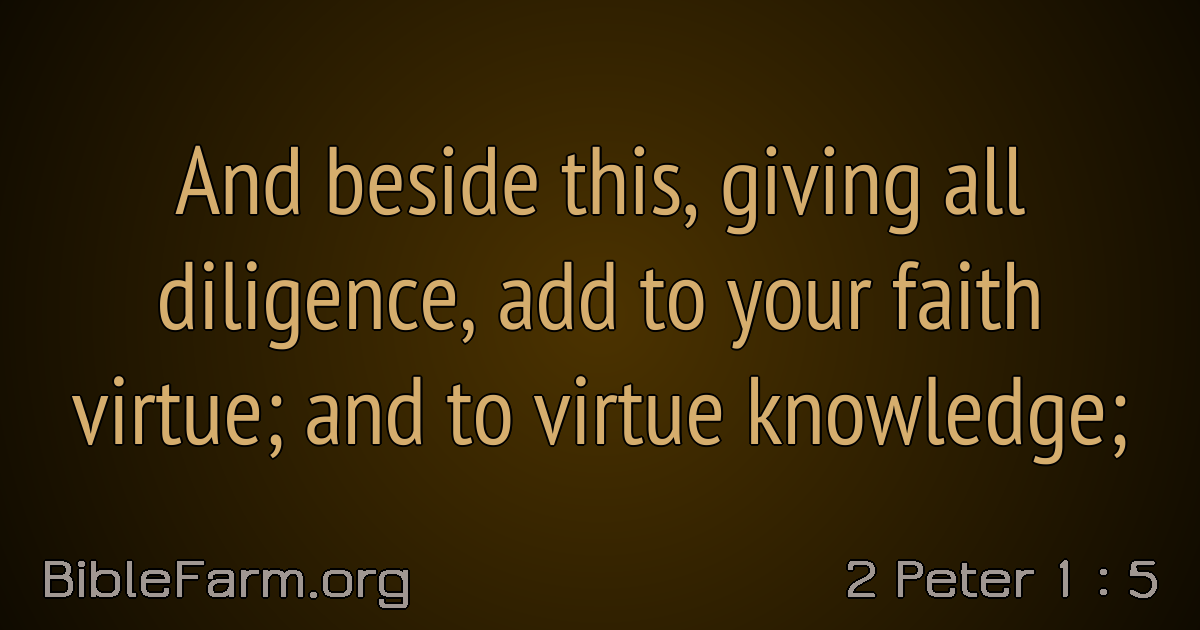 And beside this, giving all
diligence, add to your faith
virtue; and to virtue knowledge;
BibleFarm.org
2 Peter 1 : 5